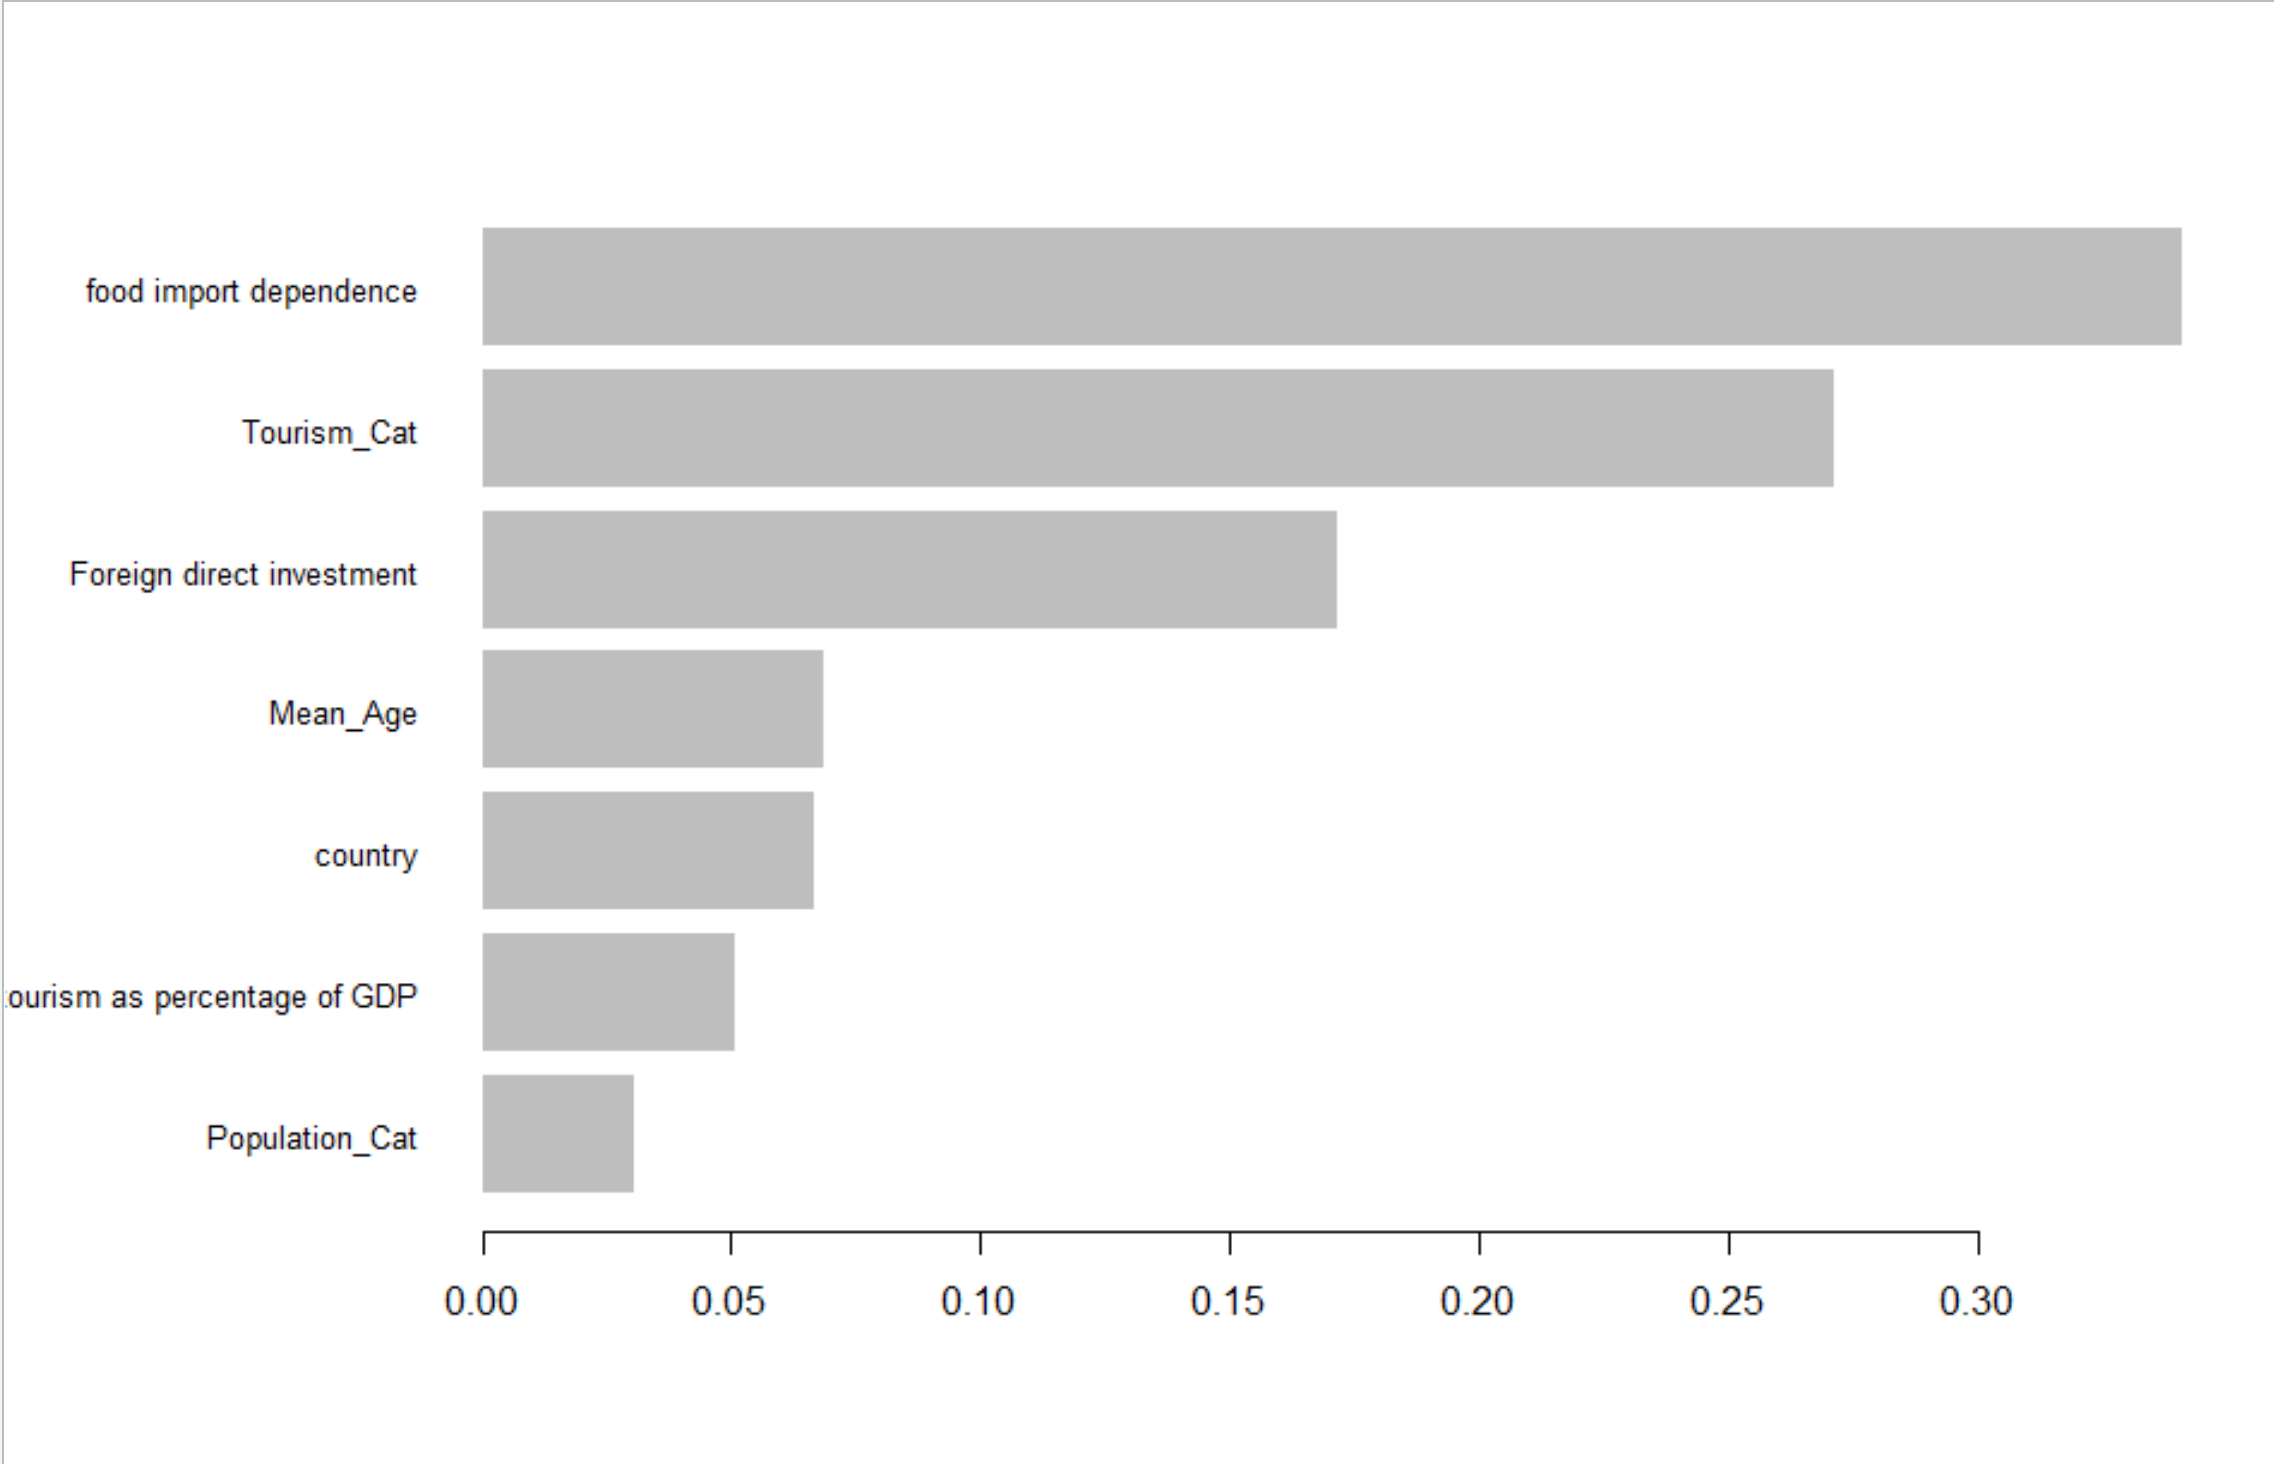 food import dependence
Tourism_Cat
Foreign direct investment
Mean_Age
country
ourism as percentage of GDP
Population_Cat
0.00 0.05 0.10 0.15 0.20 0.25 0.30